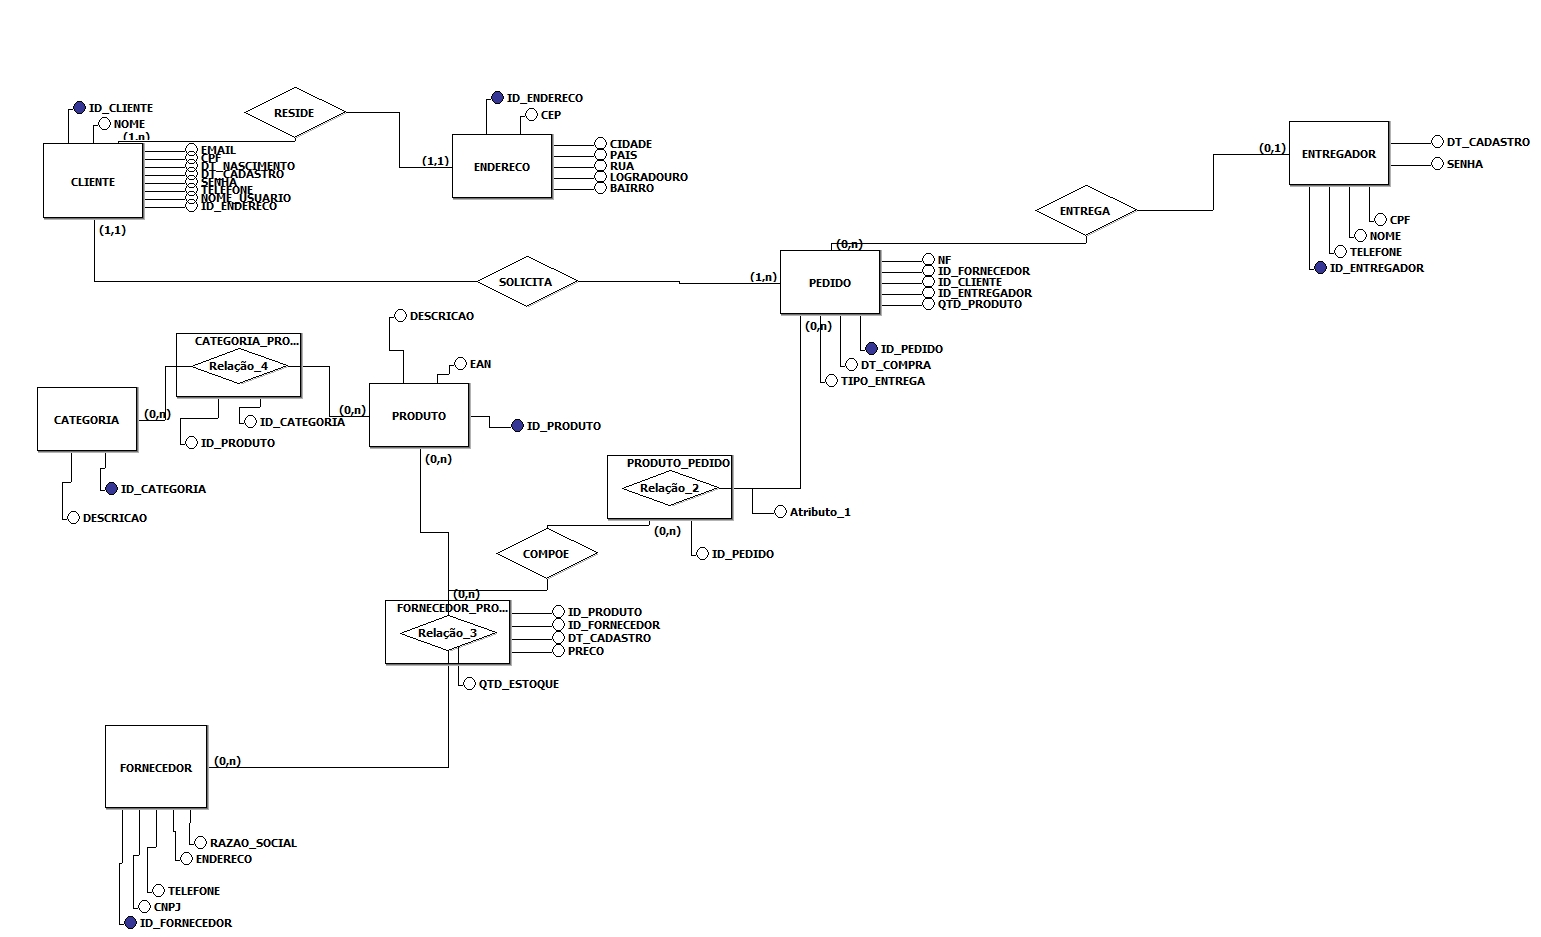 ID_CLIENTE
NOME
(1,n)
RESIDE
EMAIL
CPF
DT_NASCIMENTO
DT_CADASTRO
SENHA
TELEFONE
NOME_USUARIO
ID_ENDERECO
CLIENTE
(1,1)
ID_ENDERECO
CEP
(1,1)
ENDERECO
CIDADE
PAIS
RUA
LOGRADOURO
BAIRRO
ENTREGA
(0,1)
ENTREGADOR
DT_CADASTRO
SENHA
CPF
NOME
TELEFONE
ID_ENTREGADOR
SOLICITA
(1,n)
(0,n)
PEDIDO
NF
ID_FORNECEDOR
ID_CLIENTE
ID_ENTREGADOR
QTD_PRODUTO
(0,n)
ID_PEDIDO
DT_COMPRA
TIPO_ENTREGA
DESCRICAO
EAN
CATEGORIA_PRO...
Relação_4
CATEGORIA
(0,n)
ID_CATEGORIA
ID_PRODUTO
(0,n)
PRODUTO
ID_PRODUTO
(0,n)
ID_CATEGORIA
DESCRICAO
PRODUTO_PEDIDO
Relação_2
Atributo_1
(0,n)
ID_PEDIDO
COMPOE
(0,n)
FORNECEDOR_PRO...
Relação_3
ID_PRODUTO
ID_FORNECEDOR
DT_CADASTRO
PRECO
QTD_ESTOQUE
FORNECEDOR
(0,n)
RAZAO_SOCIAL
ENDERECO
TELEFONE
CNPJ
ID_FORNECEDOR